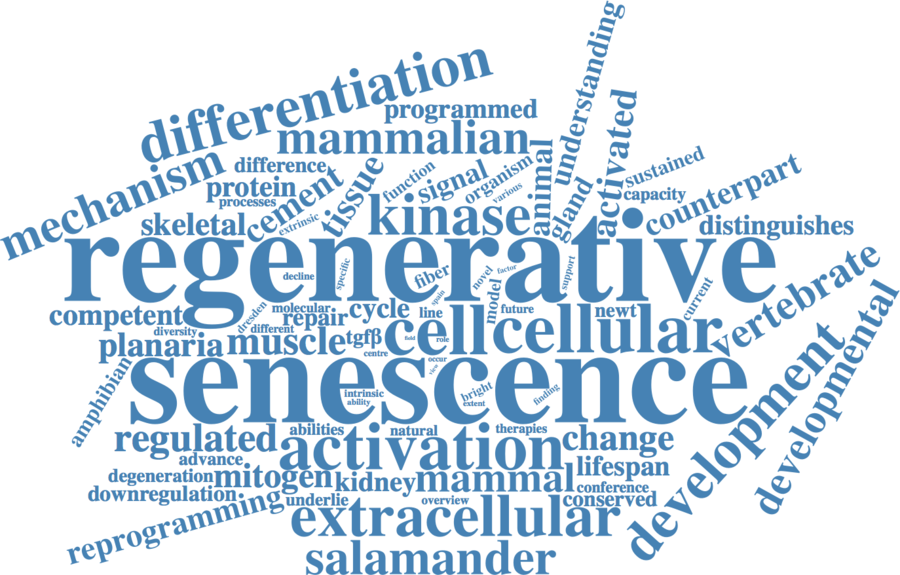 understanding
differentiation
programmed
activated
mammalian
mechanism
difference
tissue
function
signal
organism
various
animal
sustained
protein
processes
cement
extrinsic
gland
capacity
counterpart
skeletal
kinase
distinguishes
regenerative
decline
specific
fiber
novel
factor
support
current
vertebrate
competent
dresden
molecular
repair
cycle
line
spain
model
future
newt
diversity
different
planaria
muscle
tgfβ
field
role
cell
cellular
centre
occur
view
developmental
amphibian
senescence
intrinsic
ability
bright
extent
finding
development
regulated
abilities
natural
therapies
activation
change
advance
degeneration
mitogen
kidney
mammal
lifespan
downregulation
conference
underlie
overview
conserved
reprogramming
extracellular
salamander